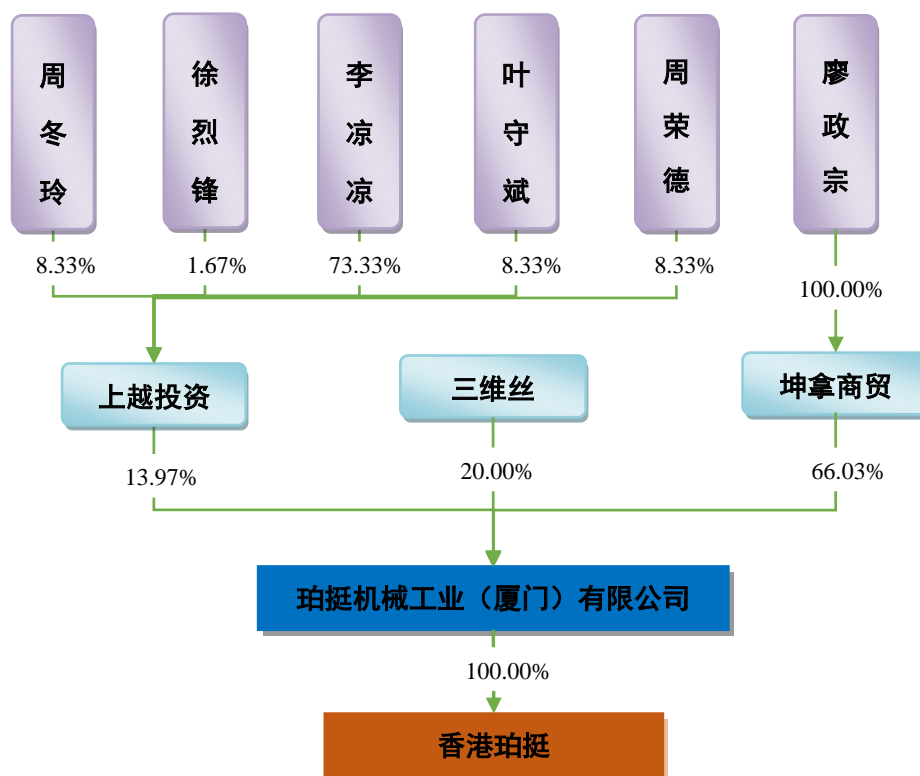 周冬玲
徐烈锋
李凉凉
叶守斌
周荣德
廖政宗
8.33%
1.67%
73.33%
8.33%
8.33%
100.00%
上越投资
三维丝
坤拿商贸
13.97%
20.00%
66.03%
珀挺机械工业（厦门）有限公司
100.00%
香港珀挺